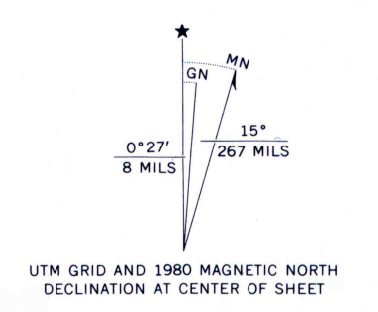 ★
MN
GN
0°27′
8 MILS
15°
267 MILS
UTM GRID AND 1980 MAGNETIC NORTH
DECLINATION AT CENTER OF SHEET